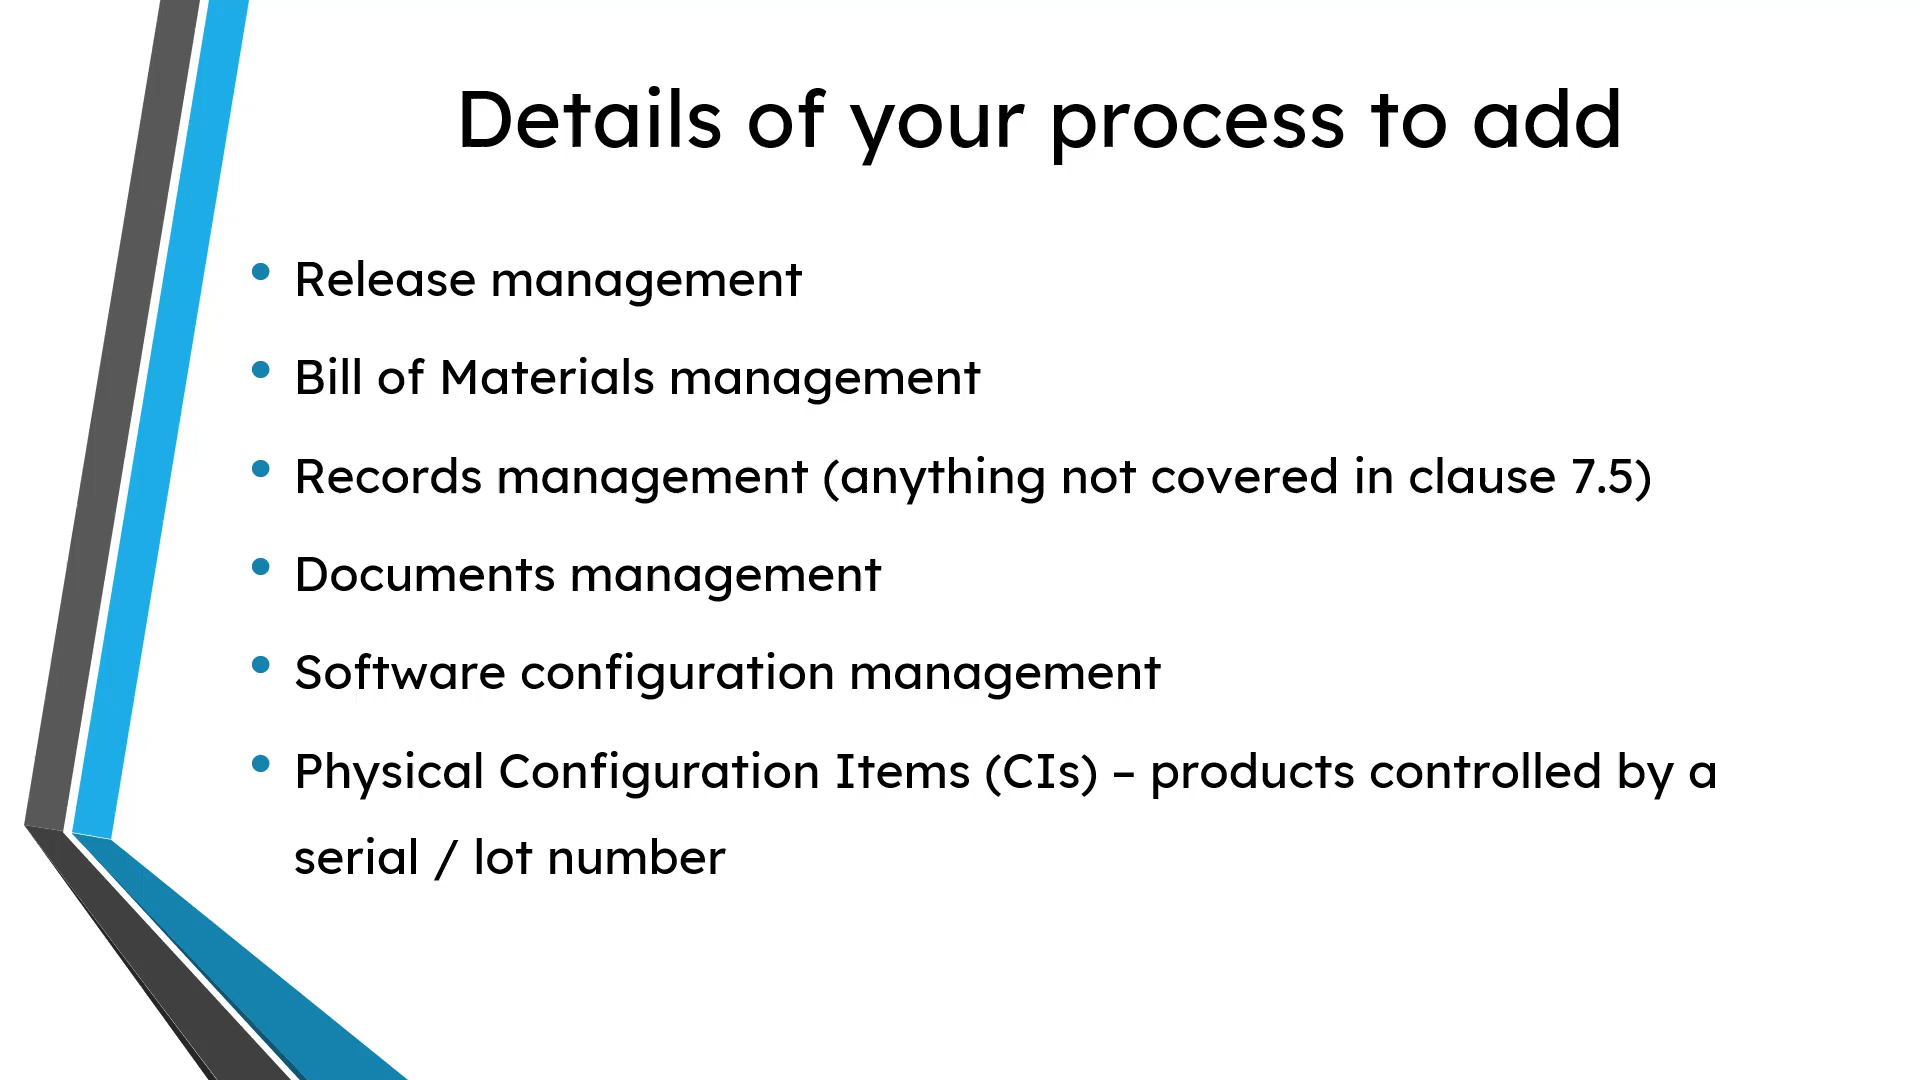 Details of your process to add
• Release management
• Bill of Materials management
• Records management (anything not covered in clause 7.5)
• Documents management
• Software configuration management
• Physical Configuration Items (CIs) – products controlled by a
serial / lot number